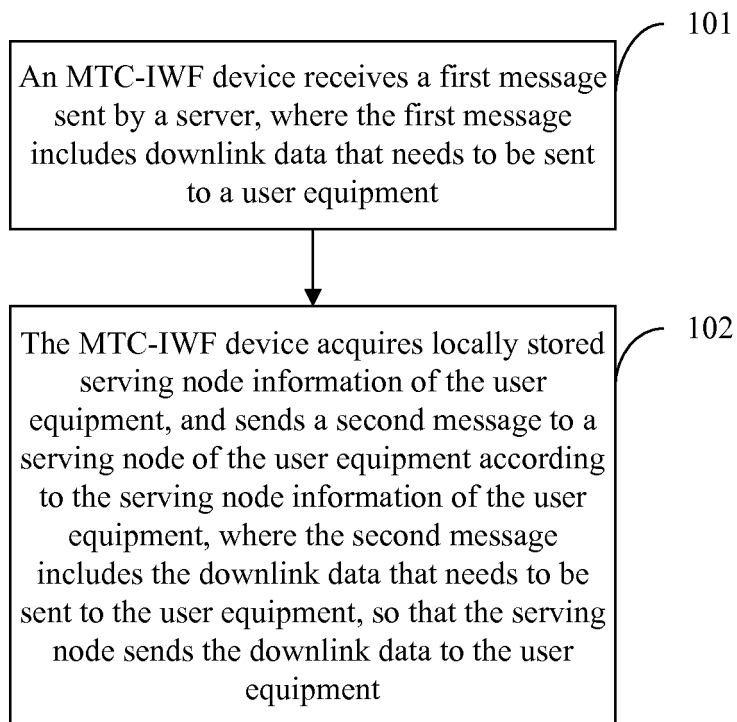 101
An MTC-IWF device receives a first message
sent by a server, where the first message
includes downlink data that needs to be sent
to a user equipment
102
The MTC-IWF device acquires locally stored
serving node information of the user
equipment, and sends a second message to a
serving node of the user equipment according
to the serving node information of the user
equipment, where the second message
includes the downlink data that needs to be
sent to the user equipment, so that the serving
node sends the downlink data to the user
equipment